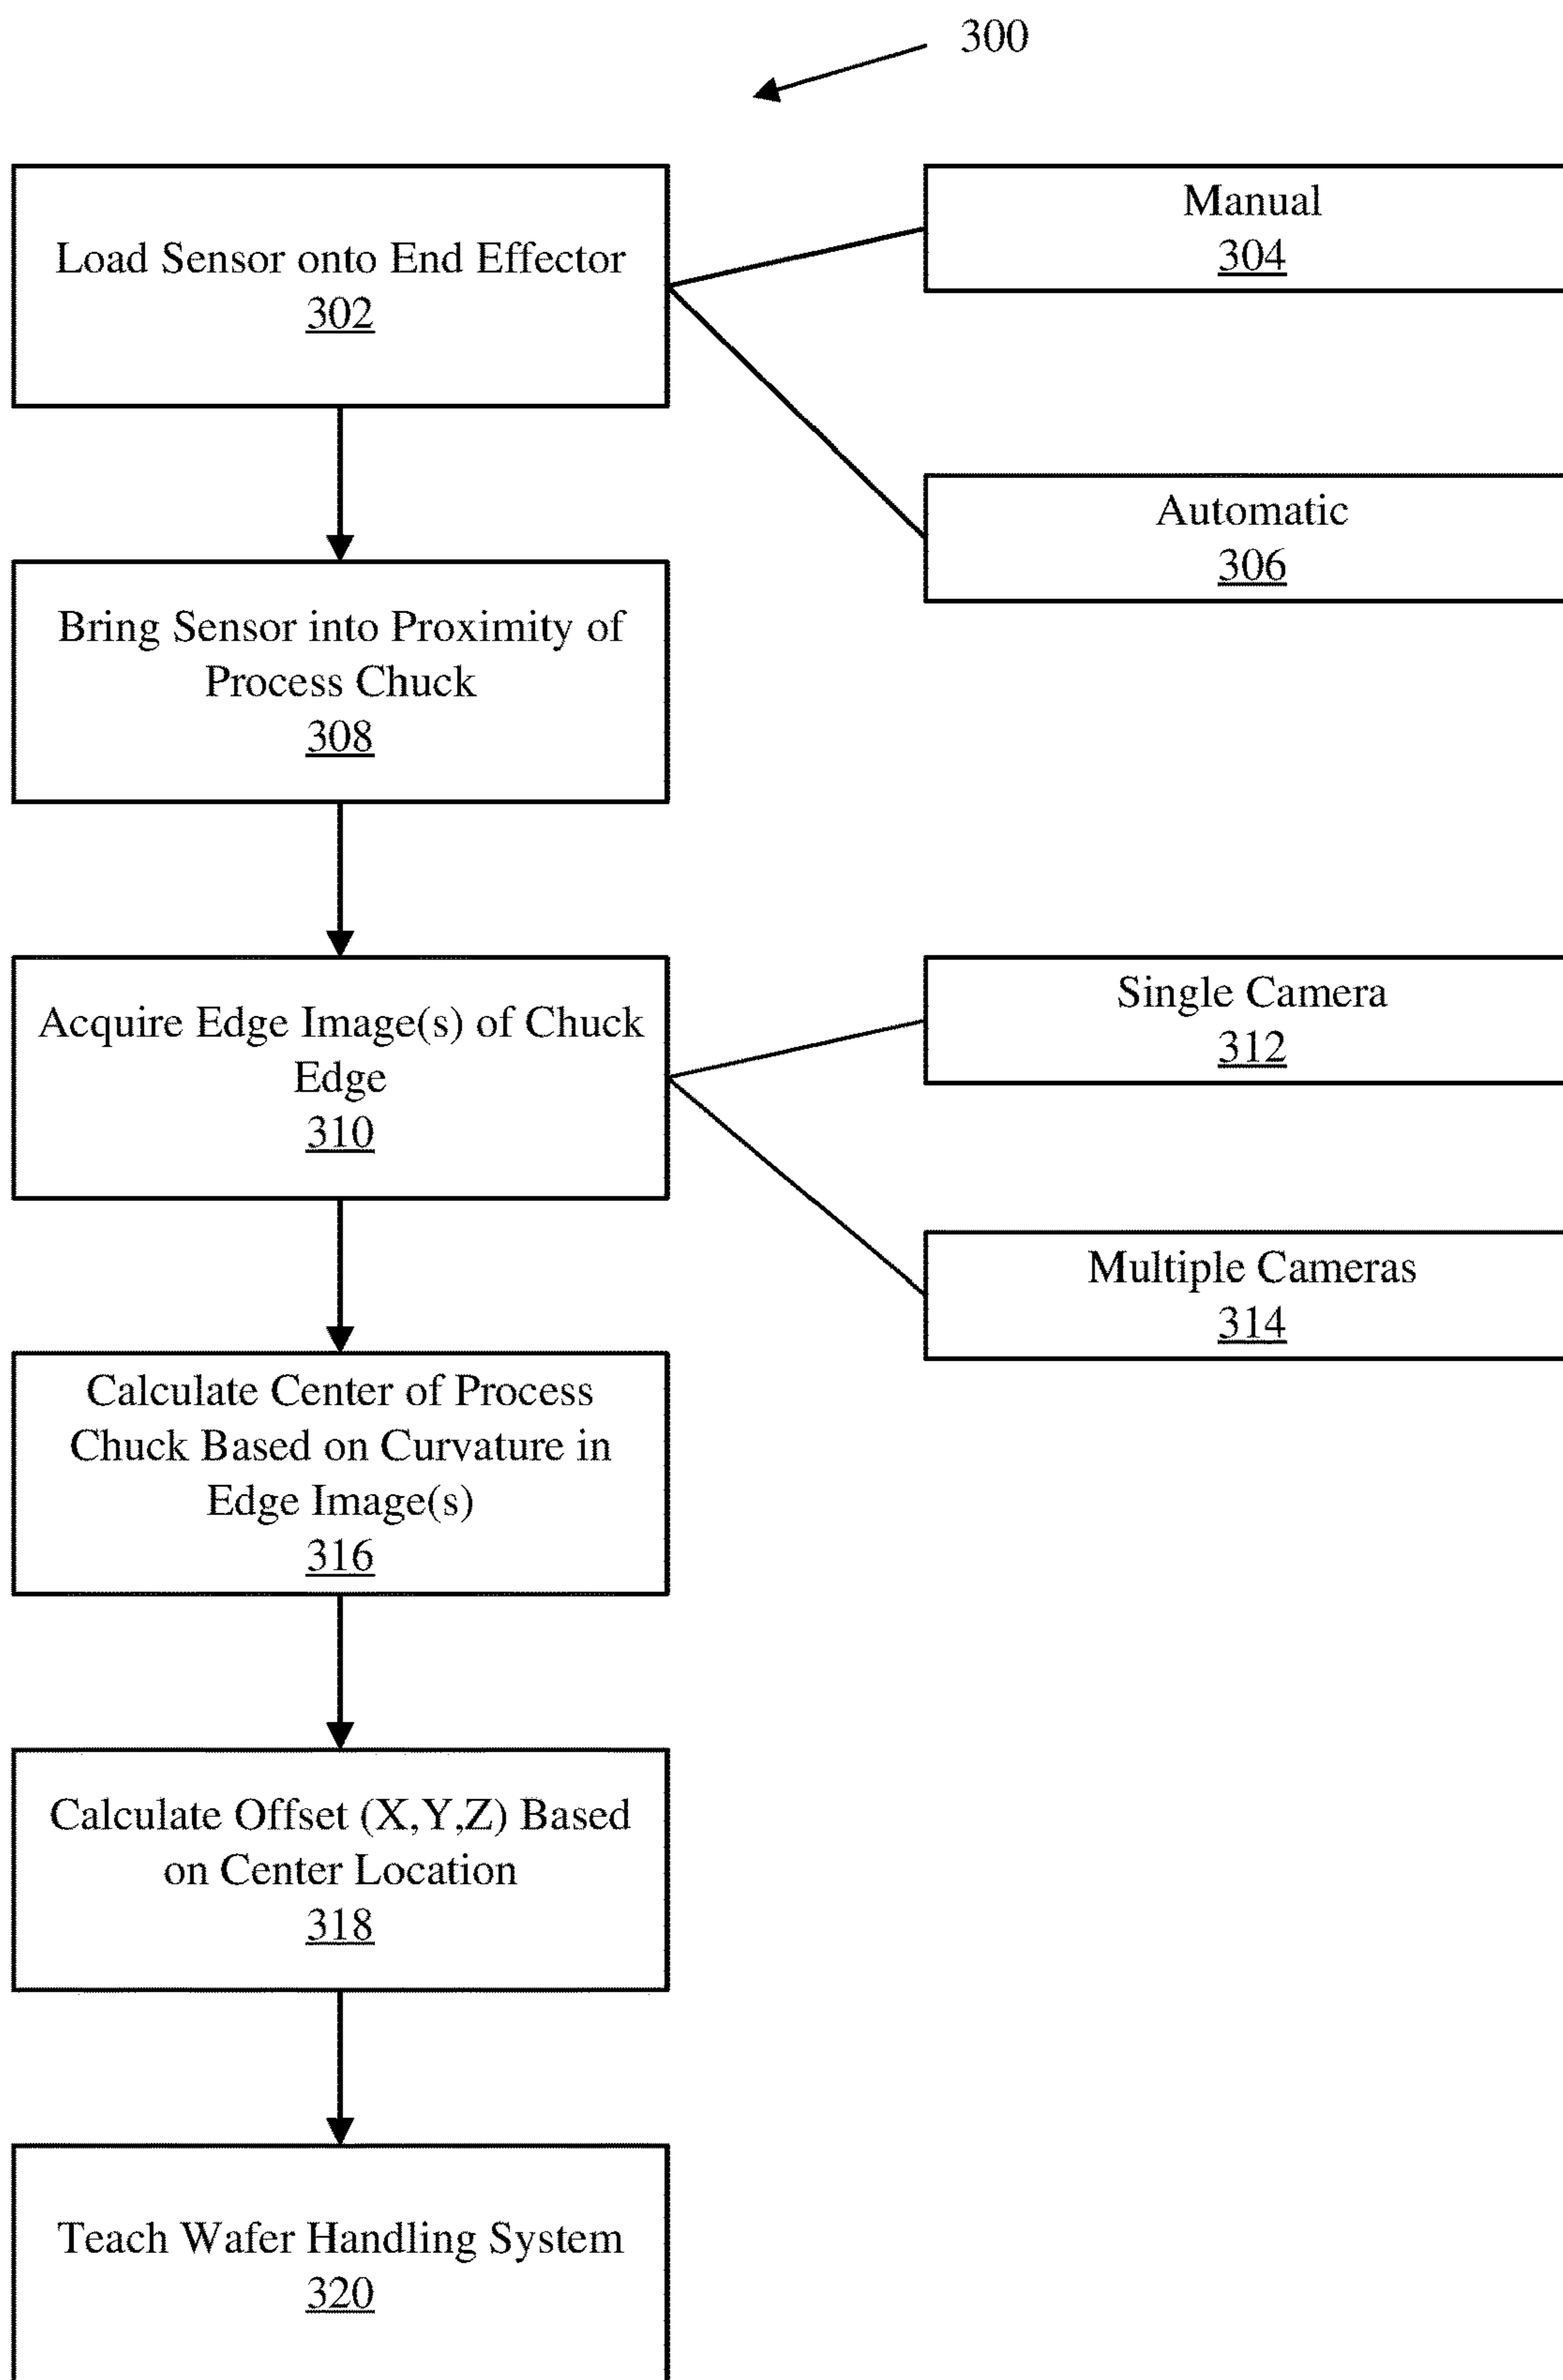 300
Load Sensor onto End Effector
302
Manual
304
Automatic
306
Bring Sensor into Proximity of
Process Chuck
308
Acquire Edge Image(s) of Chuck
Edge
310
Single Camera
312
Multiple Cameras
314
Calculate Center of Process
Chuck Based on Curvature in
Edge Image(s)
316
Calculate Offset (X,Y,Z) Based
on Center Location
318
Teach Wafer Handling System
320